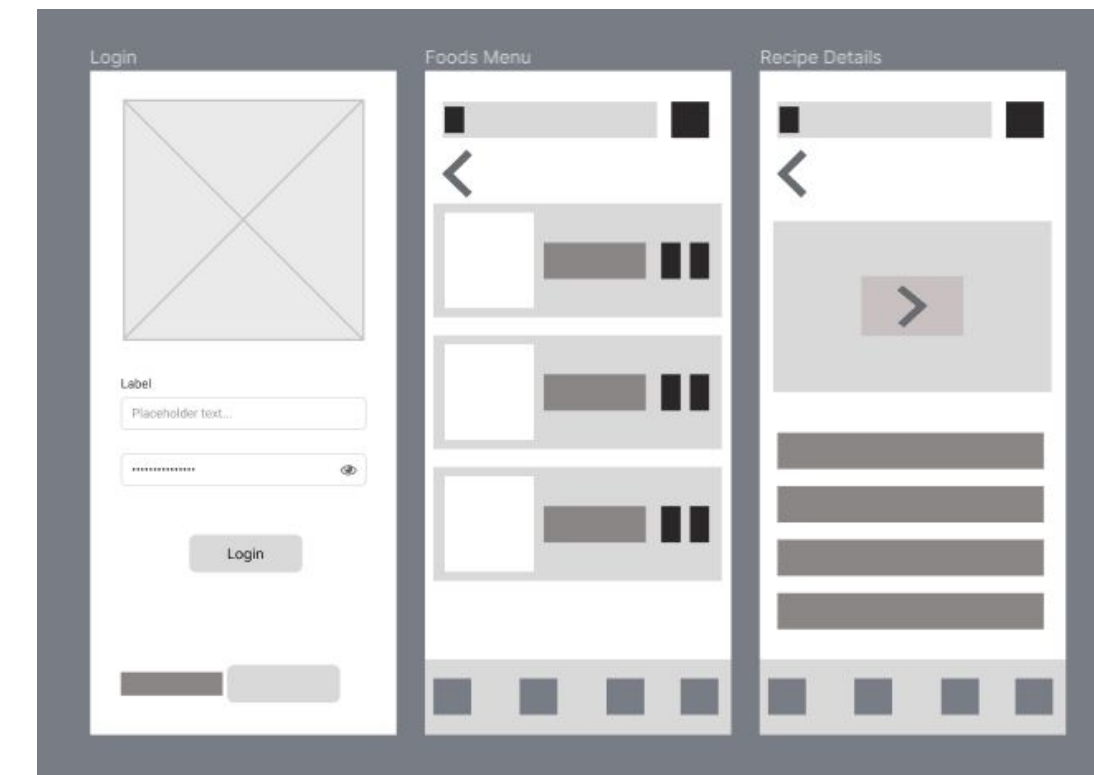 Login
Foods Menu
Recipe Details
Label
Placeholder text...
Login